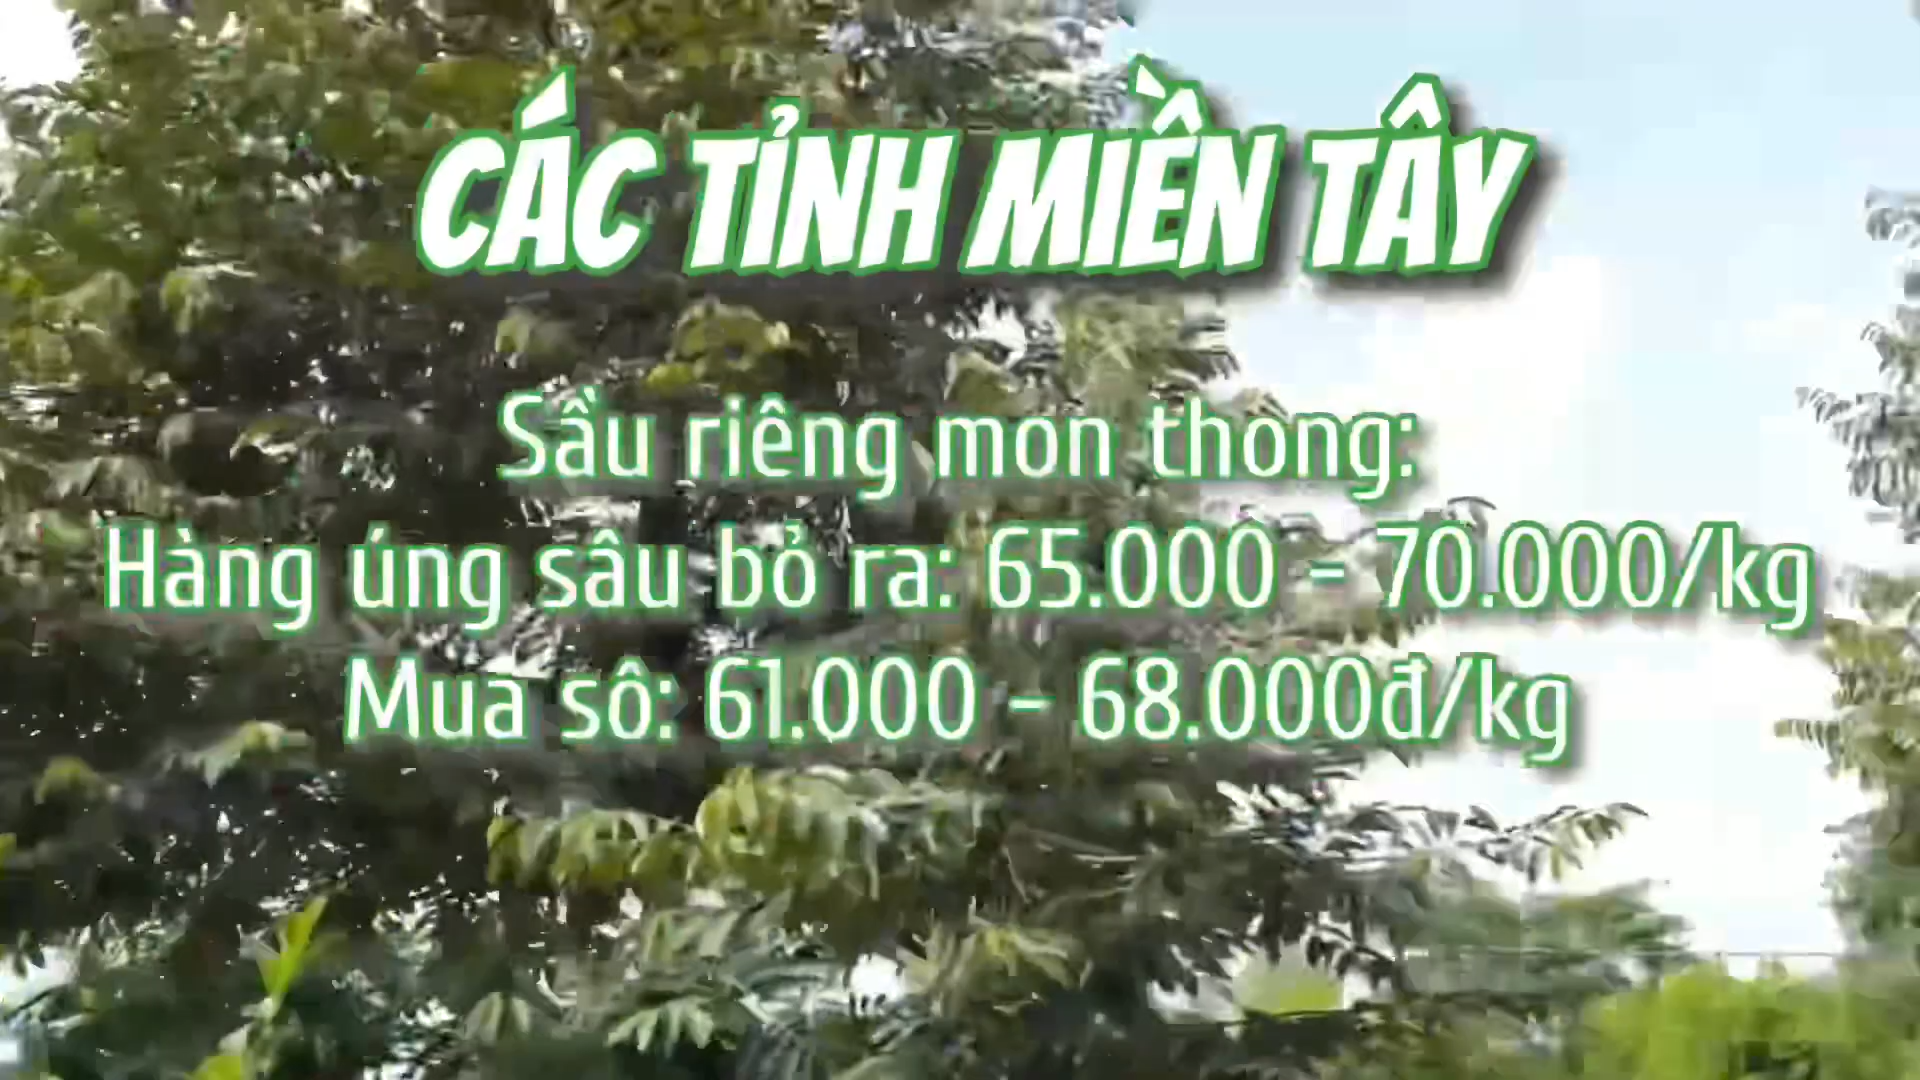 CÁC TỈNH MIỀN TÂY
Sầu riêng mon thong:
Hàng úng sâu bỏ ra: 65.000 - 70.000/kg
Mua sô: 61.000 - 68.000đ/kg